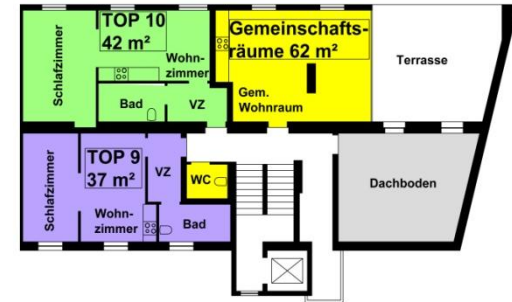 TOP 10
42 m²
Schlafzimmer
Wohn-
zimmer
Bad
VZ
Gemeinschafts-
räume 62 m²
Gem.
Wohnraum
Terrasse
TOP 9
37 m²
Schlafzimmer
VZ
WC
Wohn-
zimmer
Bad
Dachboden